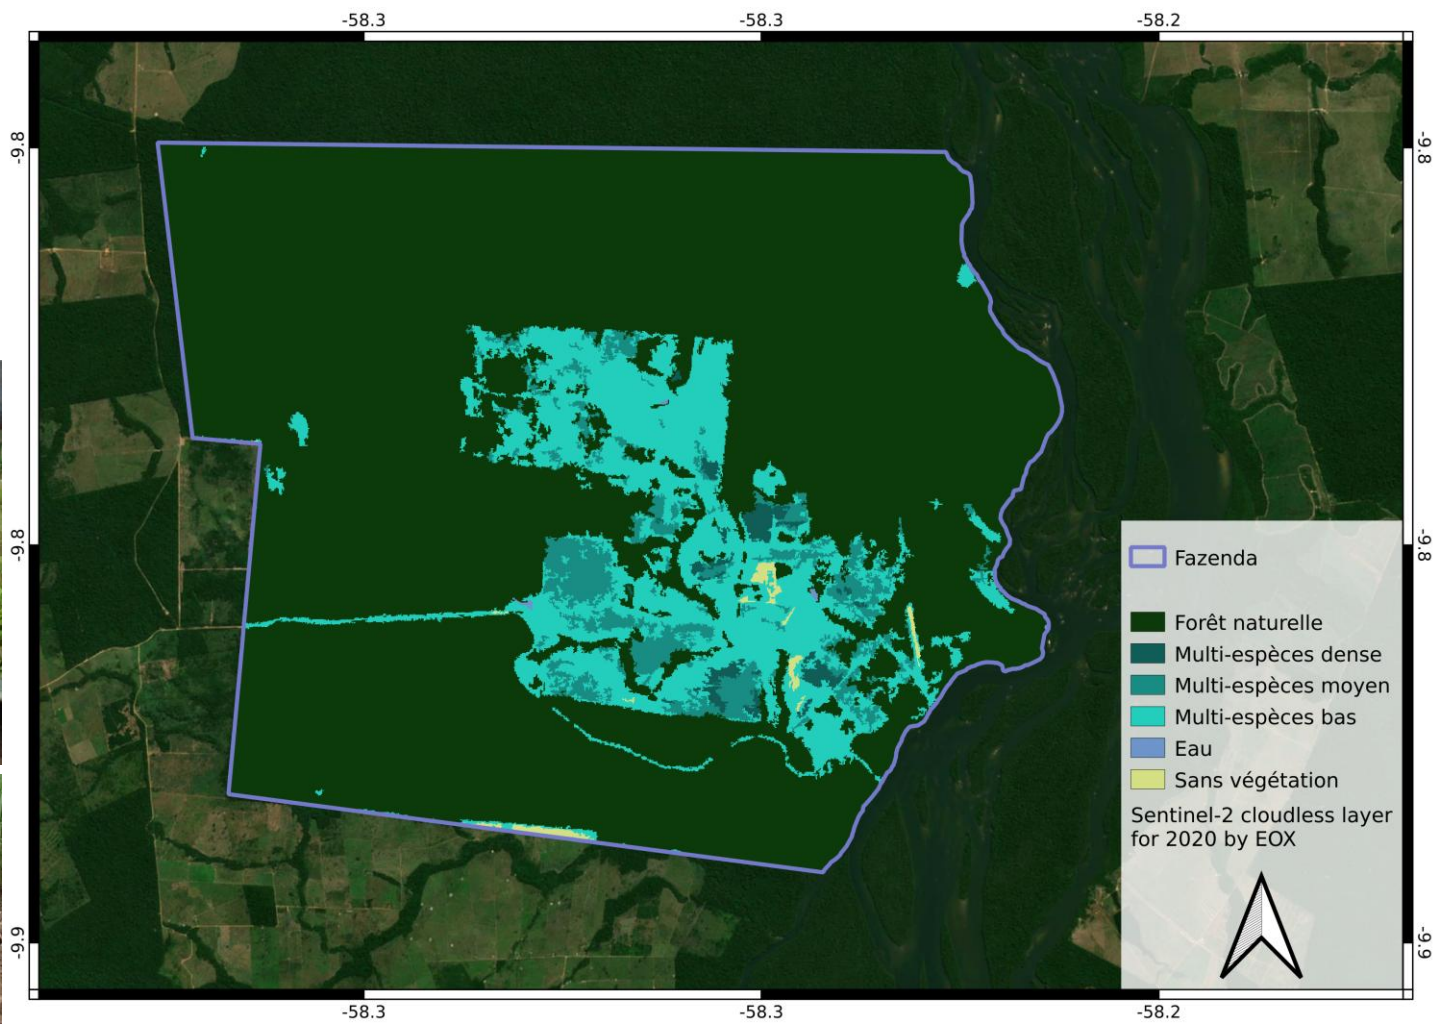 -58.3 -58.3 -58.2
-9.8 -9.8
-9.8 -9.8
-9.9 -9.9
Fazenda
Forêt naturelle
Multi-espèces dense
Multi-espèces moyen
Multi-espèces bas
Eau
Sans végétation
Sentinel-2 cloudless layer
for 2020 by EOX
-58.3 -58.3 -58.2